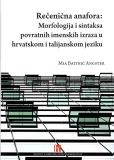 Rečenična anafora:
Morfologija i sintaksa
povratnih imenskih izraza u
hrvatskom i talijanskom jeziku
Mia Batinić Angster